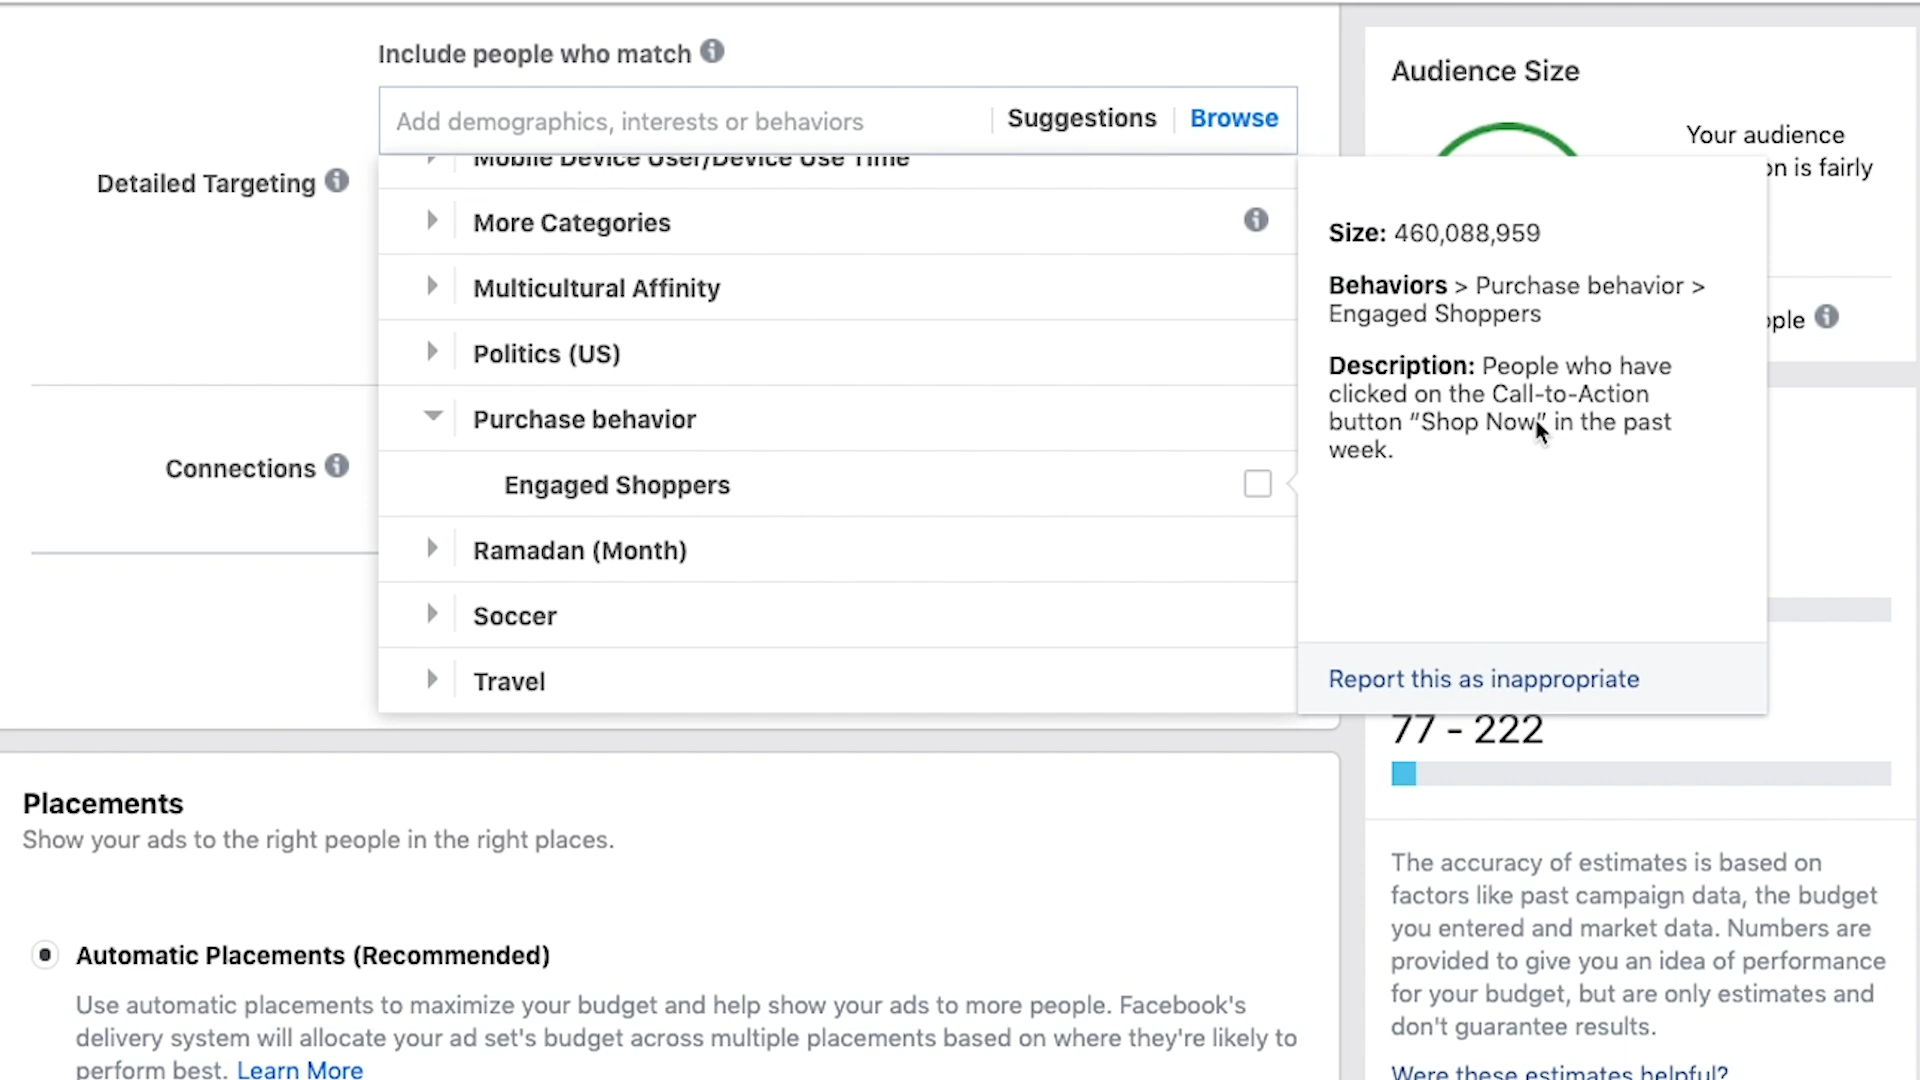 Include people who match
Add demographics, interests or behaviors
Suggestions
Browse
Detailed Targeting
Mobile Device User/Device Use Time
More Categories
Multicultural Affinity
Politics (US)
Purchase behavior
Engaged Shoppers
Ramadan (Month)
Soccer
Travel
Connections
Size: 460,088,959
Behaviors > Purchase behavior >
Engaged Shoppers
Description: People who have
clicked on the Call-to-Action
button "Shop Now" in the past
week.
Report this as inappropriate
Audience Size
Your audience
is fairly
77 - 222
The accuracy of estimates is based on
factors like past campaign data, the budget
you entered and market data. Numbers are
provided to give you an idea of performance
for your budget, but are only estimates and
don't guarantee results.
Were these estimates helpful?
Placements
Show your ads to the right people in the right places.
Automatic Placements (Recommended)
Use automatic placements to maximize your budget and help show your ads to more people. Facebook's
delivery system will allocate your ad set's budget across multiple placements based on where they're likely to
perform best. Learn More